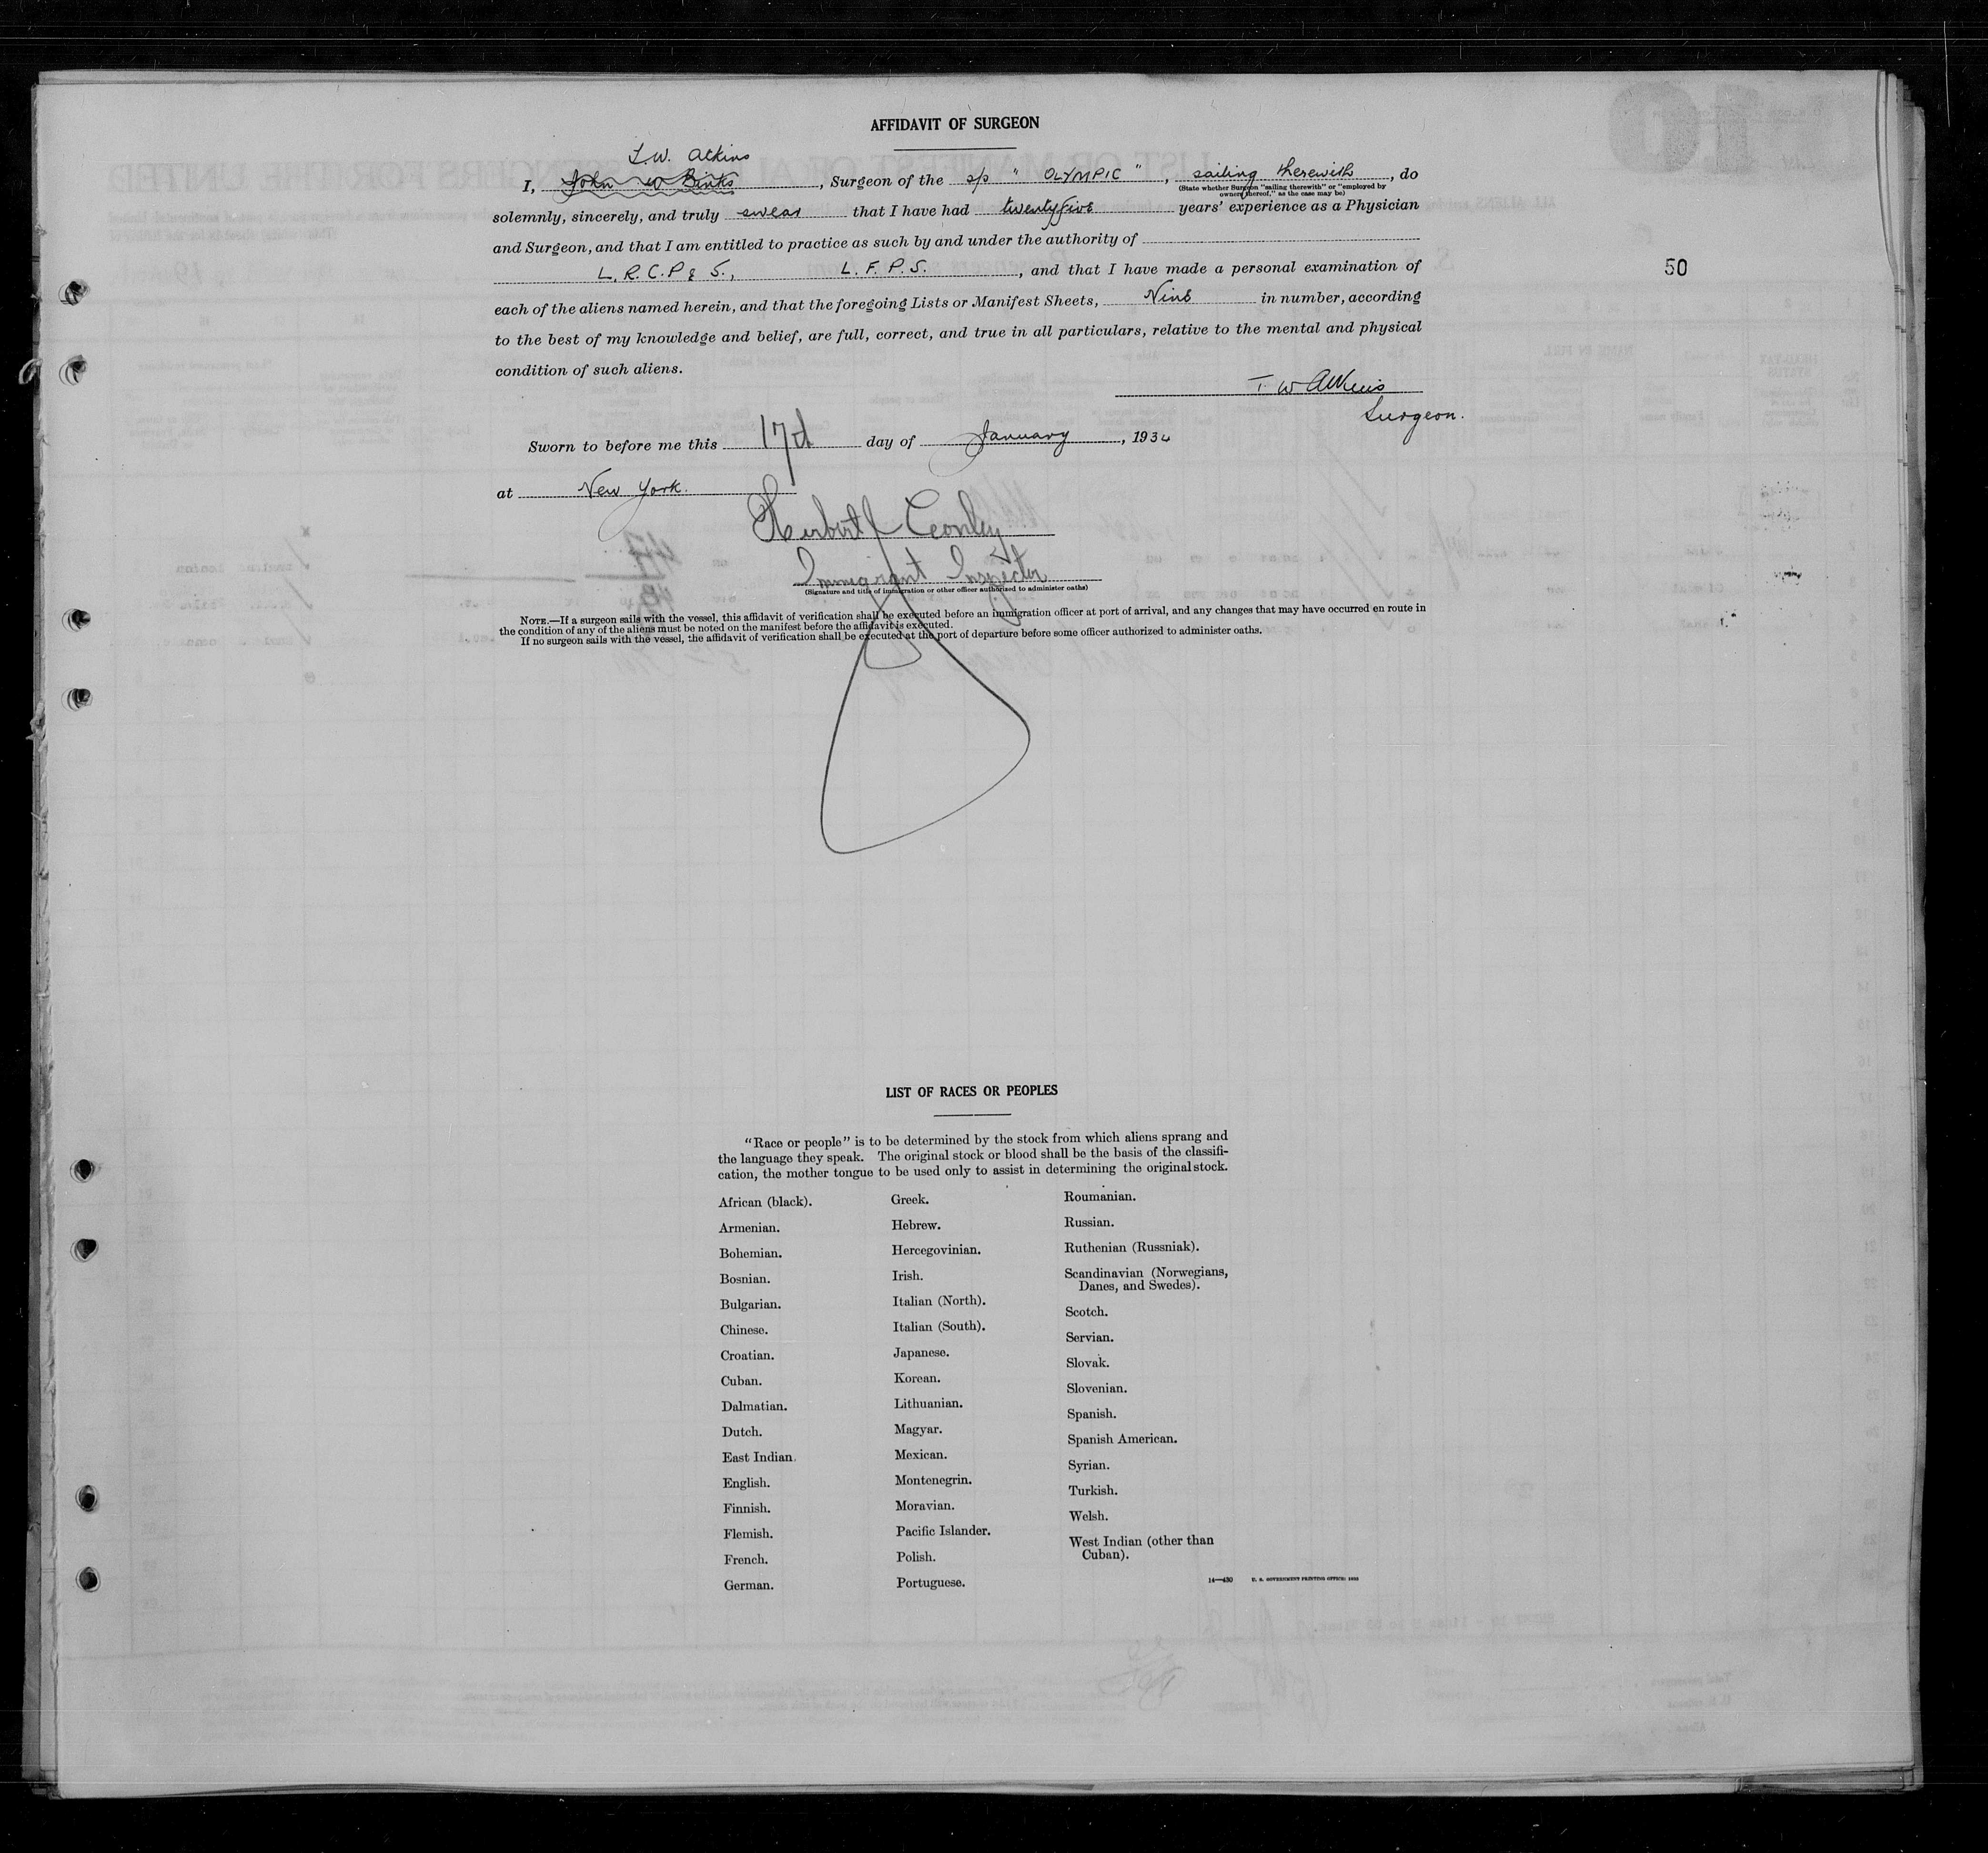 AFFIDAVIT OF SURGEON
T.W. Atkins
I, John W Binks, Surgeon of the s/s " OLYMPIC ", sailing therewith, do
(State whether Surgeon "sailing therewith" or "employed by
owners thereof," as the case may be)
solemnly, sincerely, and truly swear that I have had twentyfive years' experience as a Physician
and Surgeon, and that I am entitled to practice as such by and under the authority of
L. R. C. P & S., L. F. P. S., and that I have made a personal examination of
50
each of the aliens named herein, and that the foregoing Lists or Manifest Sheets, Nine in number, according
to the best of my knowledge and belief, are full, correct, and true in all particulars, relative to the mental and physical
condition of such aliens.
T W Atkins
Surgeon.
Sworn to before me this 17th day of January, 1934
at New York.
Herbert J Conley
Immigrant Inspector
(Signature and title of immigration or other officer authorized to administer oaths)
NOTE.—If a surgeon sails with the vessel, this affidavit of verification shall be executed before an immigration officer at port of arrival, and any changes that may have occurred en route in
the condition of any of the aliens must be noted on the manifest before the affidavit is executed.
If no surgeon sails with the vessel, the affidavit of verification shall be executed at the port of departure before some officer authorized to administer oaths.
LIST OF RACES OR PEOPLES
"Race or people" is to be determined by the stock from which aliens sprang and
the language they speak. The original stock or blood shall be the basis of the classifi-
cation, the mother tongue to be used only to assist in determining the original stock.
African (black).
Armenian.
Bohemian.
Bosnian.
Bulgarian.
Chinese.
Croatian.
Cuban.
Dalmatian.
Dutch.
East Indian.
English.
Finnish.
Flemish.
French.
German.
Greek.
Hebrew.
Hercegovinian.
Irish.
Italian (North).
Italian (South).
Japanese.
Korean.
Lithuanian.
Magyar.
Mexican.
Montenegrin.
Moravian.
Pacific Islander.
Polish.
Portuguese.
Roumanian.
Russian.
Ruthenian (Russniak).
Scandinavian (Norwegians,
Danes, and Swedes).
Scotch.
Servian.
Slovak.
Slovenian.
Spanish.
Spanish American.
Syrian.
Turkish.
Welsh.
West Indian (other than
Cuban).
14—430 U. S. GOVERNMENT PRINTING OFFICE: